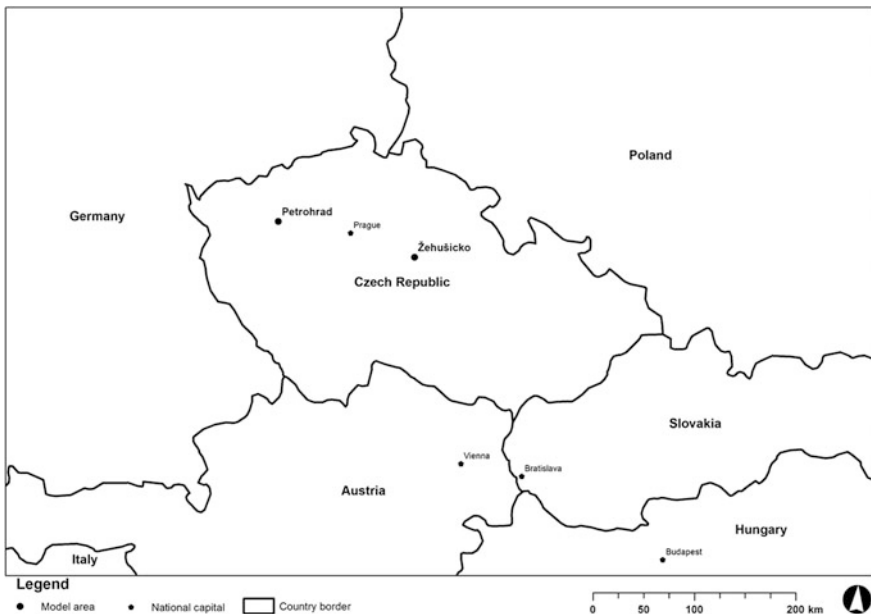 Poland
Germany
Petrohrad
Prague
Žehušicko
Czech Republic
Slovakia
Vienna
Bratislava
Austria
Hungary
Budapest
Italy
Legend
Model area
National capital
Country border
0 50 100 200 km